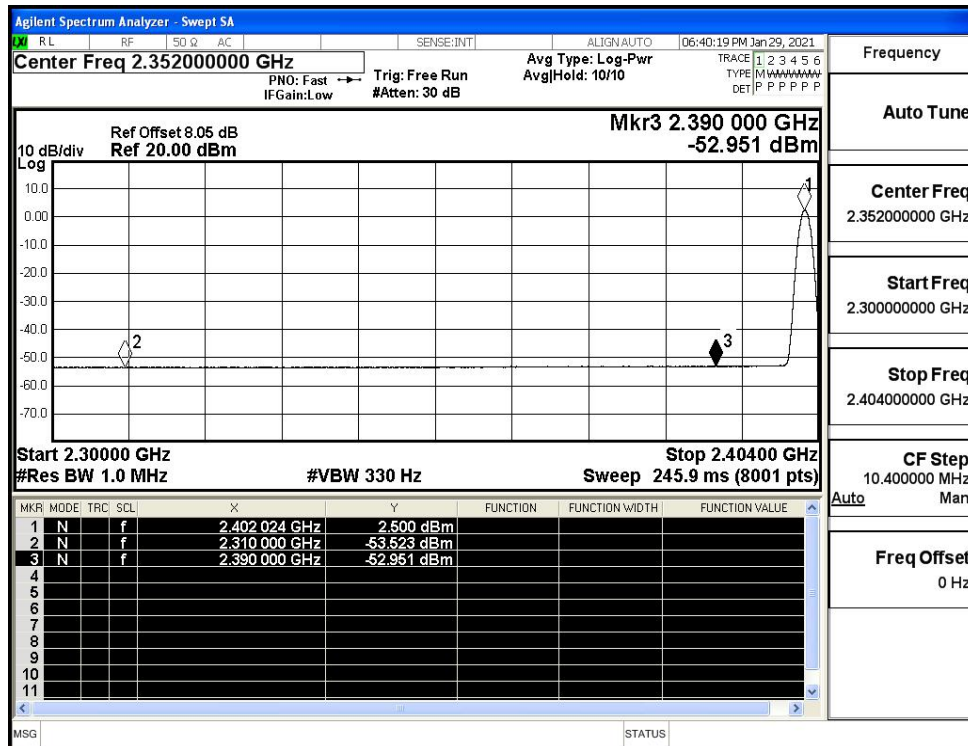 Agilent Spectrum Analyzer - Swept SA
LXI RL RF 50 Ω AC SENSE:INT ALIGN AUTO 06:40:19 PM Jan 29, 2021
Center Freq 2.352000000 GHz
PNO: Fast
IFGain:Low
Trig: Free Run
#Atten: 30 dB
Avg Type: Log-Pwr
Avg|Hold: 10/10
TRACE 1 2 3 4 5 6
TYPE M WWWWW
DET P P P P P P
Mkr3 2.390 000 GHz
-52.951 dBm
Ref Offset 8.05 dB
10 dB/div Ref 20.00 dBm
Log
10.0
0.00
-10.0
-20.0
-30.0
-40.0
-50.0
-60.0
-70.0
1
2
3
Start 2.30000 GHz Stop 2.40400 GHz
#Res BW 1.0 MHz #VBW 330 Hz Sweep 245.9 ms (8001 pts)
MKR MODE TRC SCL X Y FUNCTION FUNCTION WIDTH FUNCTION VALUE
1 N f 2.402 024 GHz 2.500 dBm
2 N f 2.310 000 GHz -53.523 dBm
3 N f 2.390 000 GHz -52.951 dBm
4
5
6
7
8
9
10
11
MSG STATUS
Frequency
Auto Tune
Center Freq
2.352000000 GHz
Start Freq
2.300000000 GHz
Stop Freq
2.404000000 GHz
CF Step
10.400000 MHz
Auto Man
Freq Offset
0 Hz